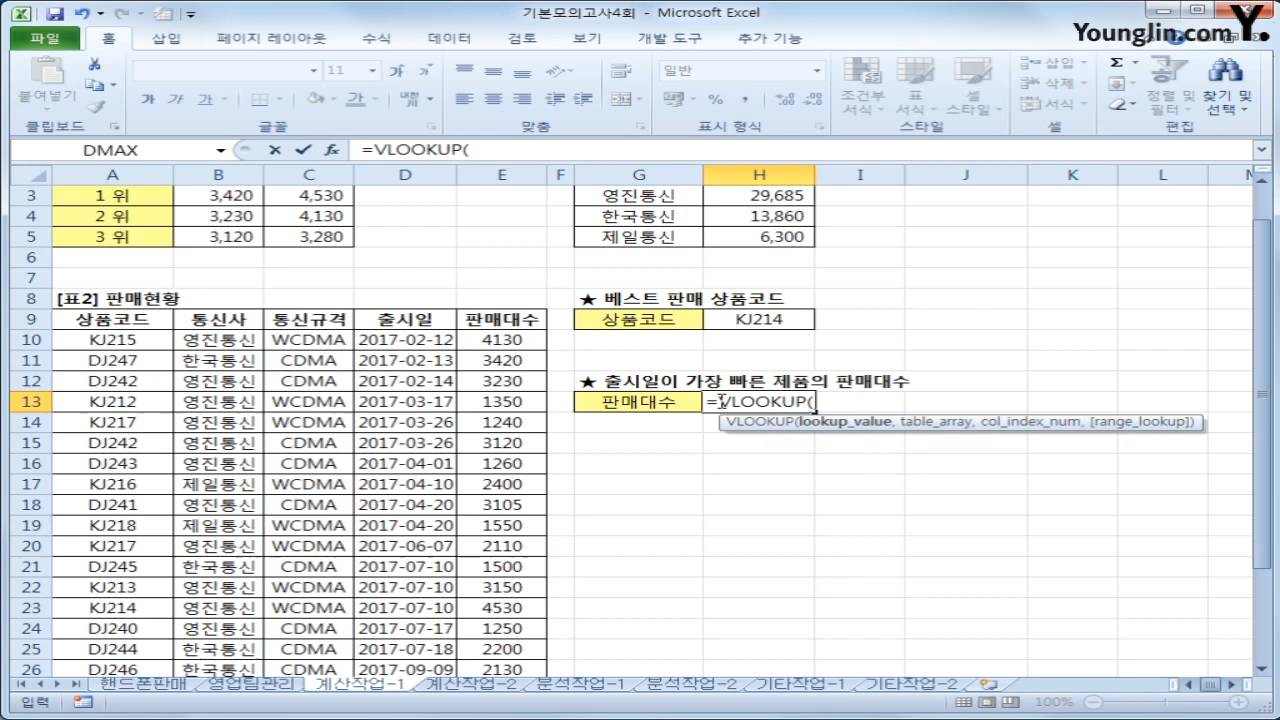 기본모의고사4회 - Microsoft Excel
YoungJin.com Y.
파일 홈 삽입 페이지 레이아웃 수식 데이터 검토 보기 개발 도구 추가 기능
붙여넣기 11 가 가 가 가 가 가 일반 % , 조건부 서식 표 서식 셀 스타일 삽입 삭제 서식 Σ 정렬 및 필터 찾기 및 선택
클립보드 글꼴 맞춤 표시 형식 스타일 셀 편집
DMAX fx =VLOOKUP(
A B C D E F G H I J K L M
3 1 위 3,420 4,530 영진통신 29,685
4 2 위 3,230 4,130 한국통신 13,860
5 3 위 3,120 3,280 제일통신 6,300
6
7
8 [표2] 판매현황 ★ 베스트 판매 상품코드
9 상품코드 통신사 통신규격 출시일 판매대수 상품코드 KJ214
10 KJ215 영진통신 WCDMA 2017-02-12 4130
11 DJ247 한국통신 CDMA 2017-02-13 3420
12 DJ242 영진통신 CDMA 2017-02-14 3230 ★ 출시일이 가장 빠른 제품의 판매대수
13 KJ212 영진통신 WCDMA 2017-03-17 1350 판매대수 =VLOOKUP(
14 KJ217 영진통신 WCDMA 2017-03-26 1240 VLOOKUP(lookup_value, table_array, col_index_num, [range_lookup])
15 DJ242 영진통신 CDMA 2017-03-26 3120
16 DJ243 영진통신 CDMA 2017-04-01 1260
17 KJ216 제일통신 WCDMA 2017-04-10 2400
18 DJ241 영진통신 CDMA 2017-04-20 3105
19 KJ218 제일통신 WCDMA 2017-04-20 1550
20 KJ217 영진통신 WCDMA 2017-06-07 2110
21 DJ245 한국통신 CDMA 2017-07-10 1500
22 KJ213 영진통신 WCDMA 2017-07-10 3150
23 KJ214 영진통신 WCDMA 2017-07-10 4530
24 DJ240 영진통신 CDMA 2017-07-17 1250
25 DJ244 한국통신 CDMA 2017-07-18 2200
26 DJ246 한국통신 CDMA 2017-09-09 2130
핸드폰판매 영업팀관리 계산작업-1 계산작업-2 분석작업-1 분석작업-2 기타작업-1 기타작업-2
입력 100%